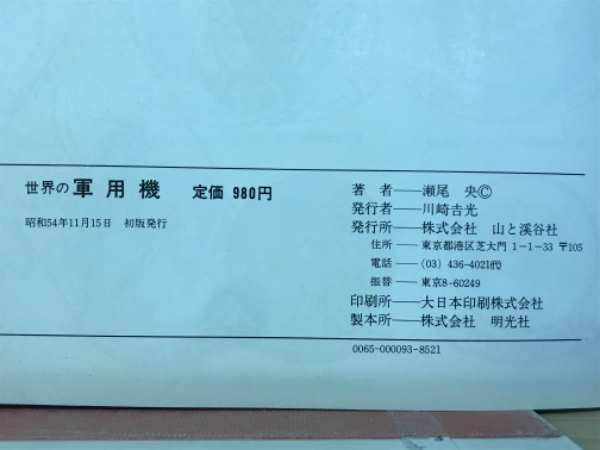 世界の 軍用機 定価 980円
昭和54年11月15日 初版発行
著者――瀬尾 央©
発行者――川崎吉光
発行所――株式会社 山と溪谷社
住所――東京都港区芝大門 1-1-33 〒105
電話――(03) 436-4021(代)
振替――東京8-60249
印刷所――大日本印刷株式会社
製本所――株式会社 明光社
0065-000093-8521